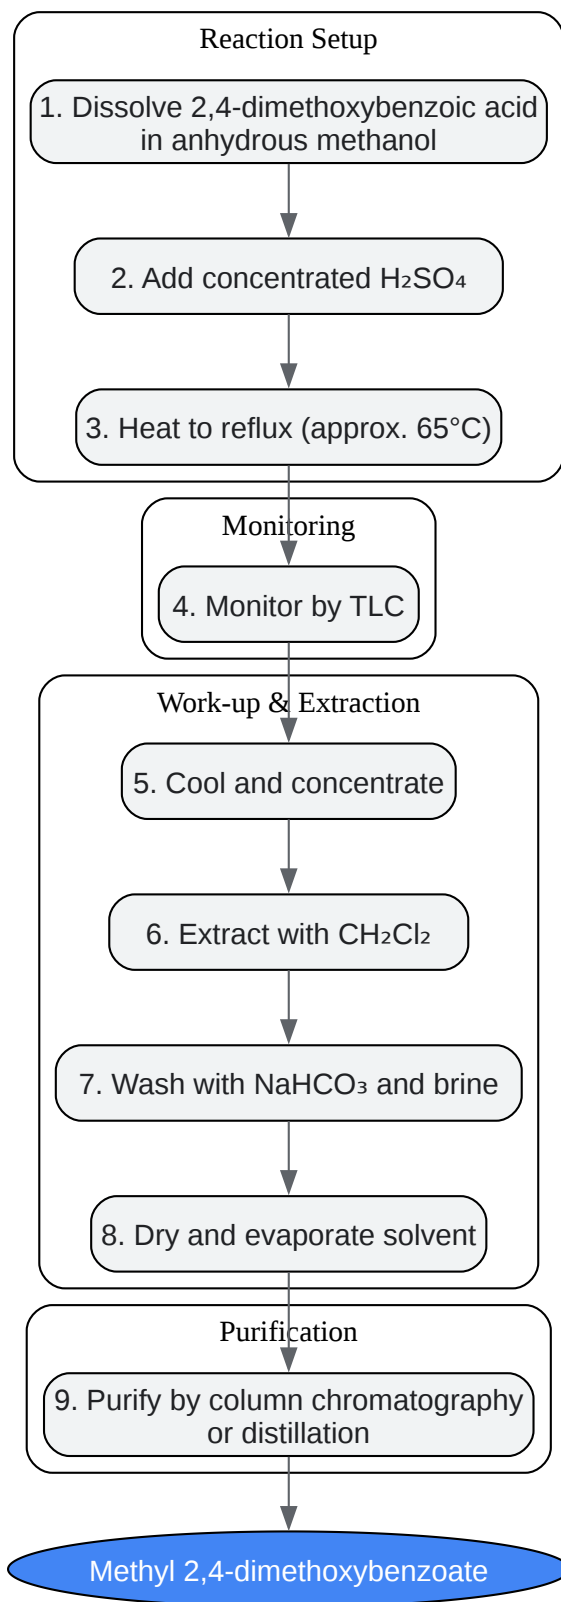 Reaction Setup
1. Dissolve 2,4-dimethoxybenzoic acid
in anhydrous methanol
2. Add concentrated H₂SO₄
3. Heat to reflux (approx. 65°C)
Monitoring
4. Monitor by TLC
Work-up & Extraction
5. Cool and concentrate
6. Extract with CH₂Cl₂
7. Wash with NaHCO₃ and brine
8. Dry and evaporate solvent
Purification
9. Purify by column chromatography
or distillation
Methyl 2,4-dimethoxybenzoate